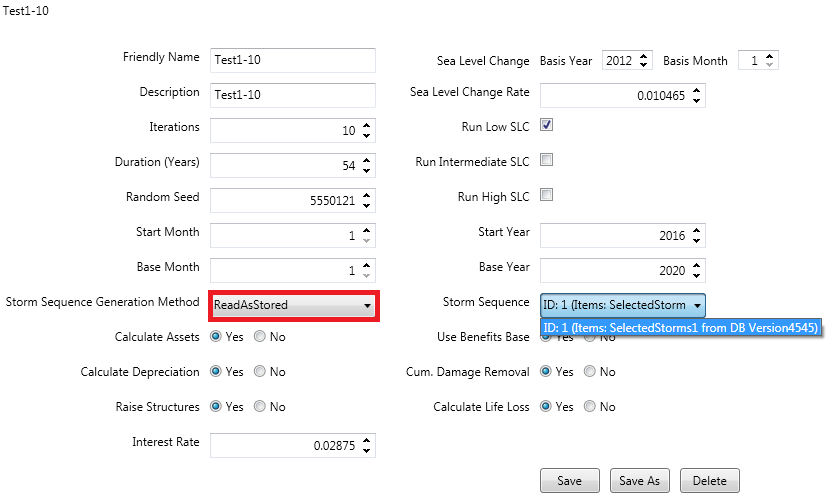 Test1-10
Friendly Name Test1-10 Sea Level Change Basis Year 2012 Basis Month 1
Description Test1-10 Sea Level Change Rate 0.010465
Iterations 10 Run Low SLC
Duration (Years) 54 Run Intermediate SLC
Random Seed 5550121 Run High SLC
Start Month 1 Start Year 2016
Base Month 1 Base Year 2020
Storm Sequence Generation Method ReadAsStored Storm Sequence ID: 1 (Items: SelectedStorm
ID: 1 (Items: SelectedStorms1 from DB Version4545)
Calculate Assets Yes No Use Benefits Base Yes No
Calculate Depreciation Yes No Cum. Damage Removal Yes No
Raise Structures Yes No Calculate Life Loss Yes No
Interest Rate 0.02875
Save Save As Delete